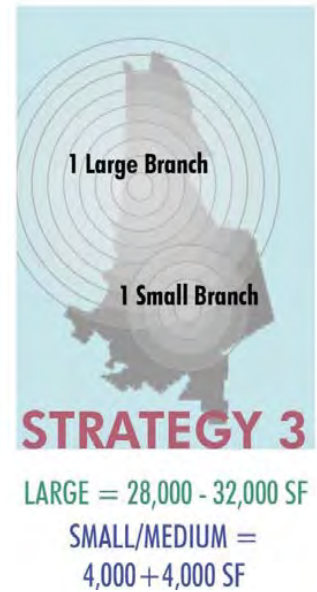 1 Large Branch
1 Small Branch
STRATEGY 3
LARGE = 28,000 - 32,000 SF
SMALL/MEDIUM =
4,000+4,000 SF